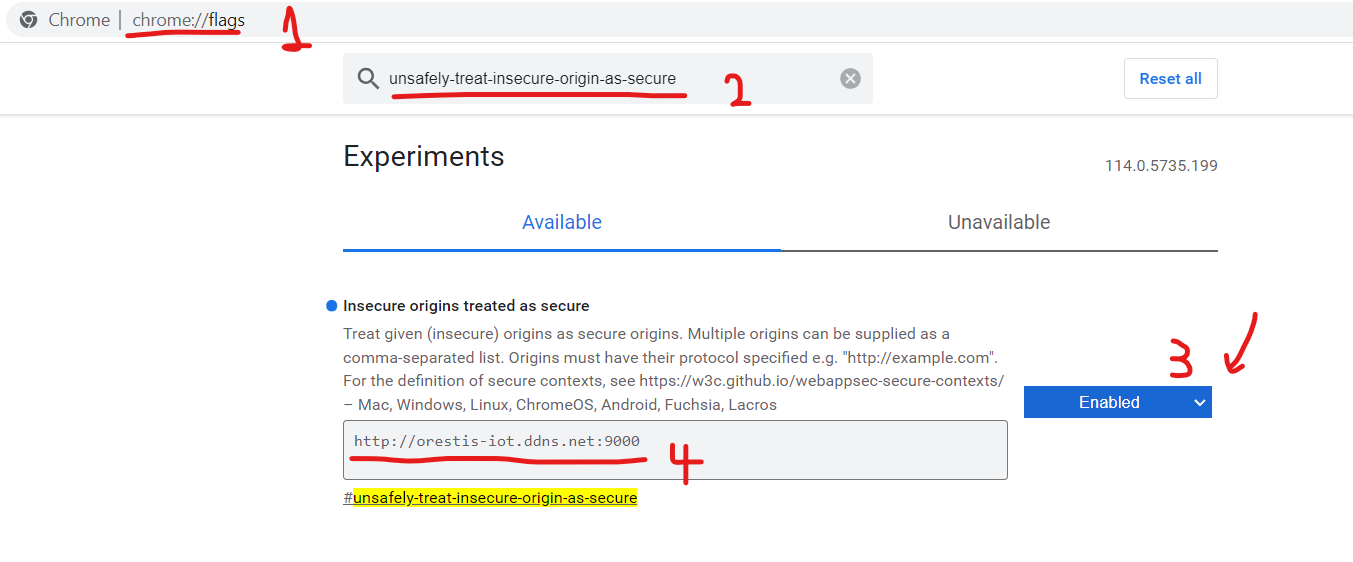 Chrome | chrome://flags 1
unsafely-treat-insecure-origin-as-secure 2
Reset all
Experiments
114.0.5735.199
Available
Unavailable
Insecure origins treated as secure
Treat given (insecure) origins as secure origins. Multiple origins can be supplied as a
comma-separated list. Origins must have their protocol specified e.g. "http://example.com".
For the definition of secure contexts, see https://w3c.github.io/webappsec-secure-contexts/
– Mac, Windows, Linux, ChromeOS, Android, Fuchsia, Lacros
3
Enabled
http://orestis-iot.ddns.net:9000 4
#unsafely-treat-insecure-origin-as-secure